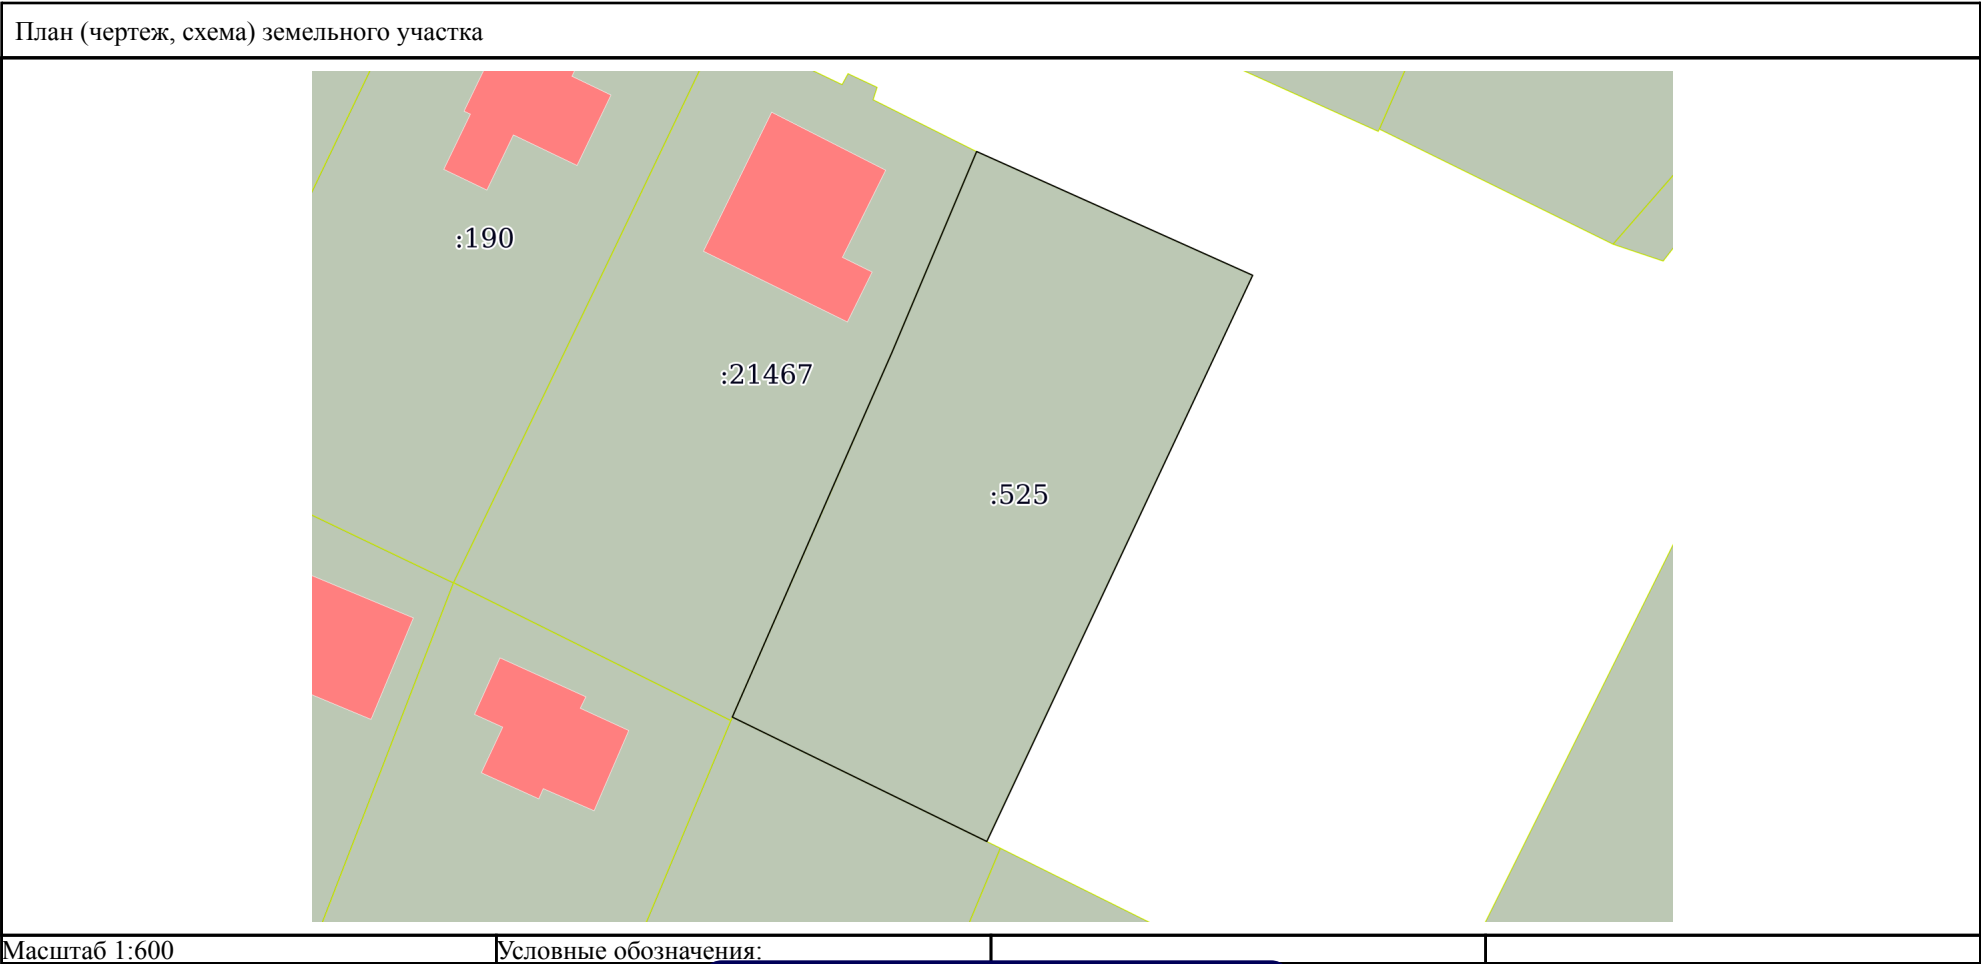 План (чертеж, схема) земельного участка
:190
:21467
:525
Масштаб 1:600
Условные обозначения: